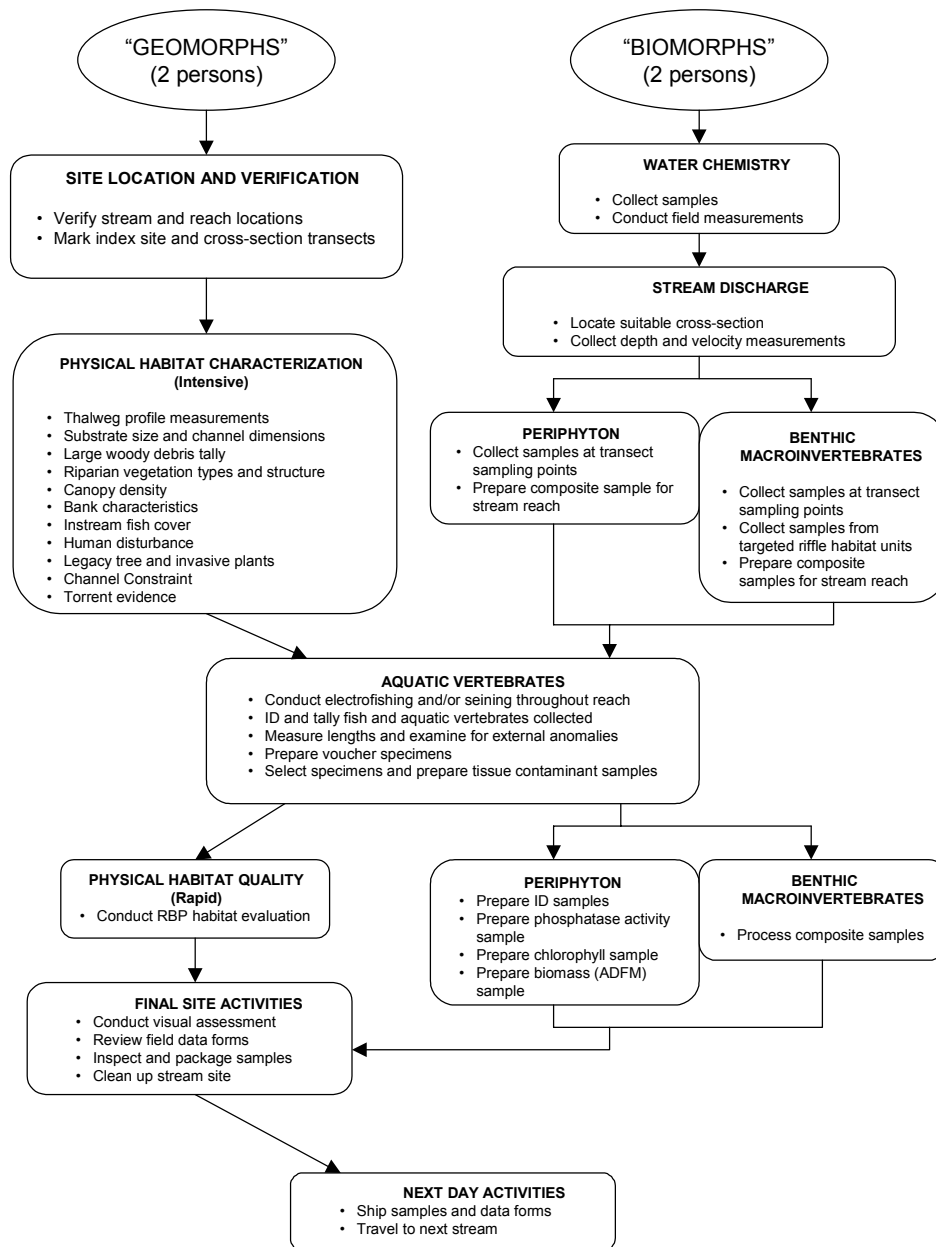 “GEOMORPHS”
(2 persons)
“BIOMORPHS”
(2 persons)
SITE LOCATION AND VERIFICATION
• Verify stream and reach locations
• Mark index site and cross-section transects
WATER CHEMISTRY
• Collect samples
• Conduct field measurements
STREAM DISCHARGE
• Locate suitable cross-section
• Collect depth and velocity measurements
PHYSICAL HABITAT CHARACTERIZATION
(Intensive)
• Thalweg profile measurements
• Substrate size and channel dimensions
• Large woody debris tally
• Riparian vegetation types and structure
• Canopy density
• Bank characteristics
• Instream fish cover
• Human disturbance
• Legacy tree and invasive plants
• Channel Constraint
• Torrent evidence
PERIPHYTON
• Collect samples at transect
sampling points
• Prepare composite sample for
stream reach
BENTHIC
MACROINVERTEBRATES
• Collect samples at transect
sampling points
• Collect samples from
targeted riffle habitat units
• Prepare composite
samples for stream reach
AQUATIC VERTEBRATES
• Conduct electrofishing and/or seining throughout reach
• ID and tally fish and aquatic vertebrates collected
• Measure lengths and examine for external anomalies
• Prepare voucher specimens
• Select specimens and prepare tissue contaminant samples
PHYSICAL HABITAT QUALITY
(Rapid)
• Conduct RBP habitat evaluation
PERIPHYTON
• Prepare ID samples
• Prepare phosphatase activity
sample
• Prepare chlorophyll sample
• Prepare biomass (ADFM)
sample
BENTHIC
MACROINVERTEBRATES
• Process composite samples
FINAL SITE ACTIVITIES
• Conduct visual assessment
• Review field data forms
• Inspect and package samples
• Clean up stream site
NEXT DAY ACTIVITIES
• Ship samples and data forms
• Travel to next stream